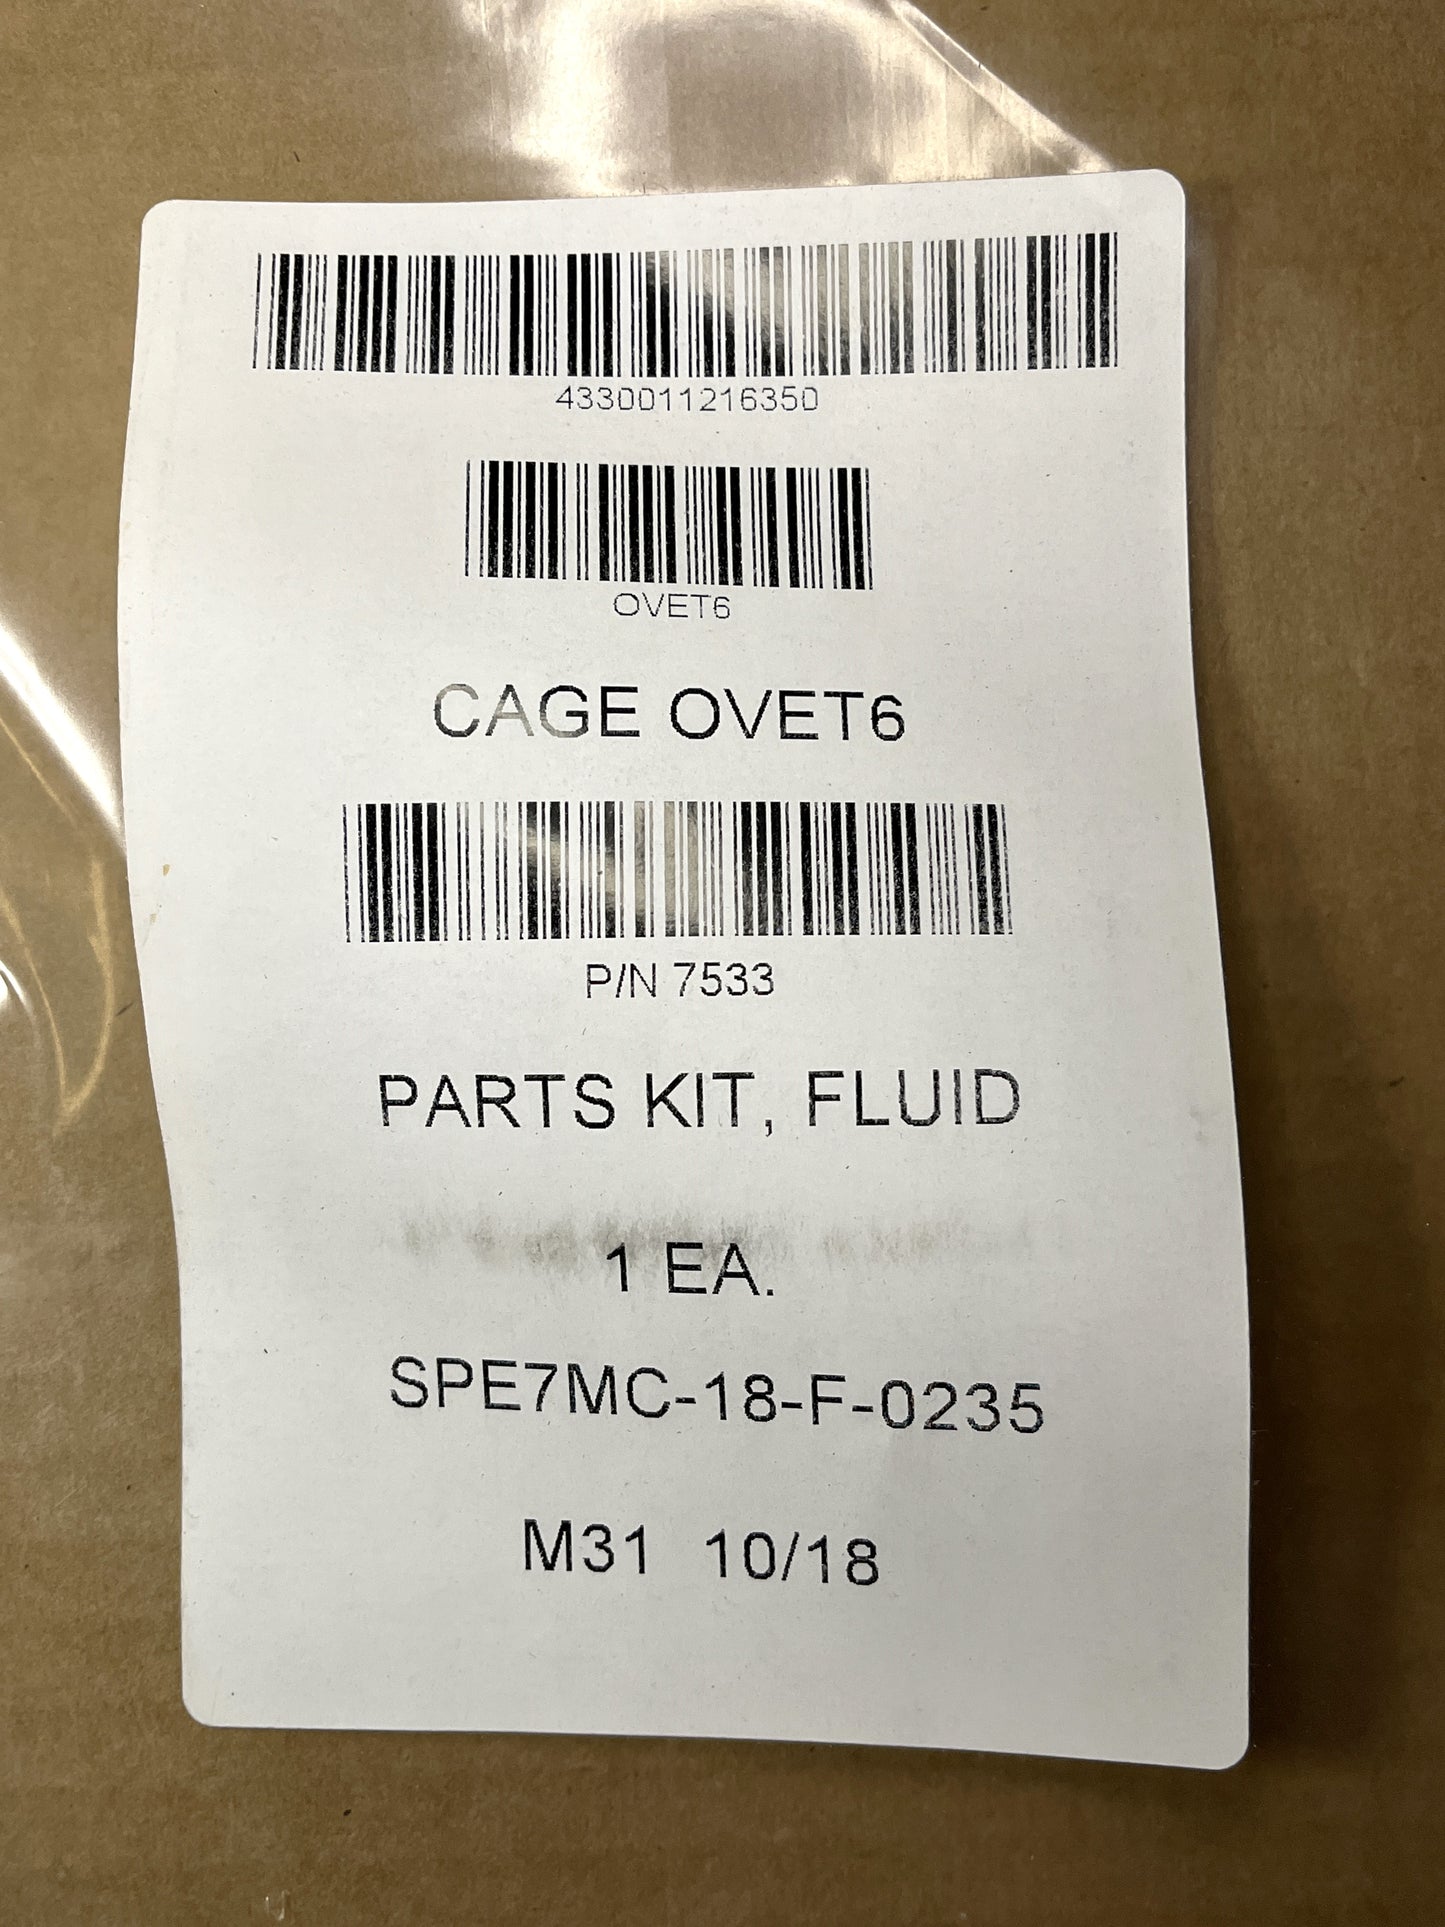 4330011216350
OVET6
CAGE OVET6
P/N 7533
PARTS KIT, FLUID
1 EA.
SPE7MC-18-F-0235
M31 10/18